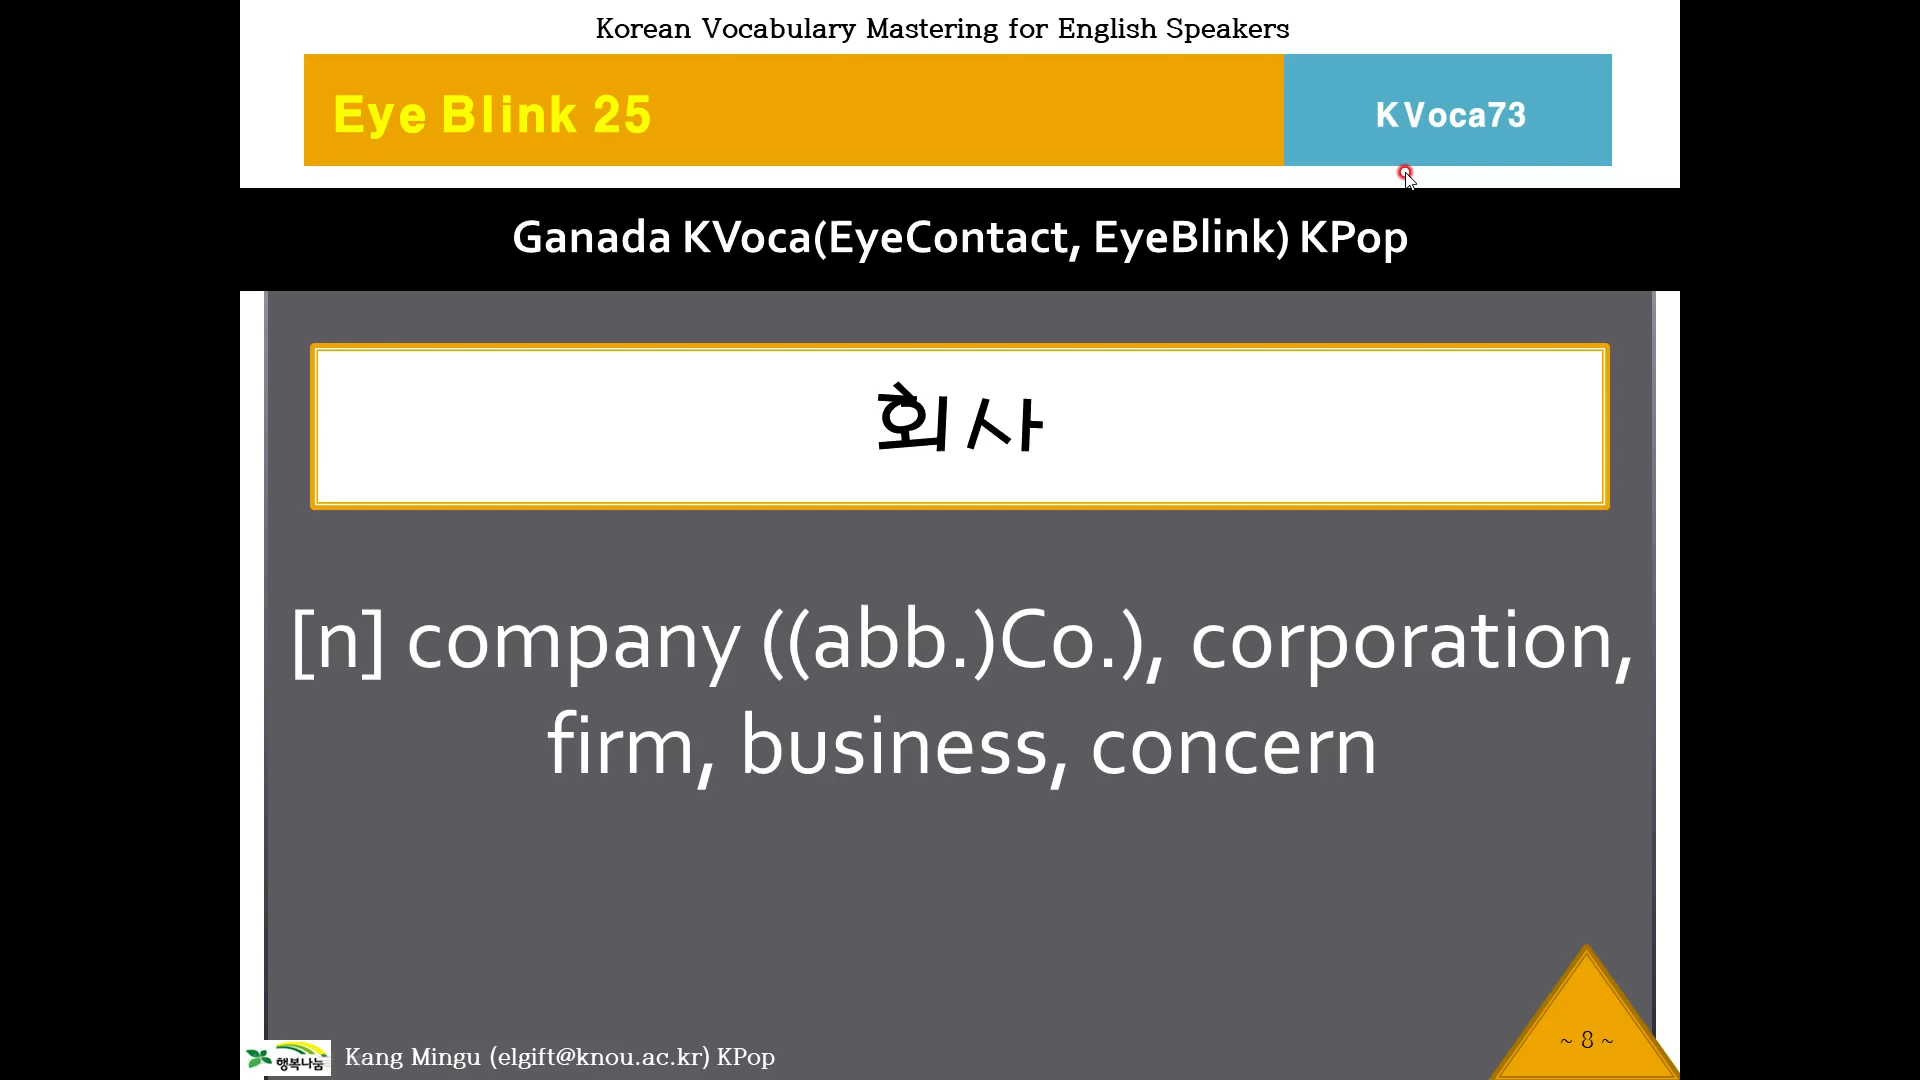 Korean Vocabulary Mastering for English Speakers
Eye Blink 25
KVoca73
Ganada KVoca(EyeContact, EyeBlink) KPop
회사
[n] company ((abb.)Co.), corporation,
firm, business, concern
행복나눔
Kang Mingu (elgift@knou.ac.kr) KPop
~ 8 ~